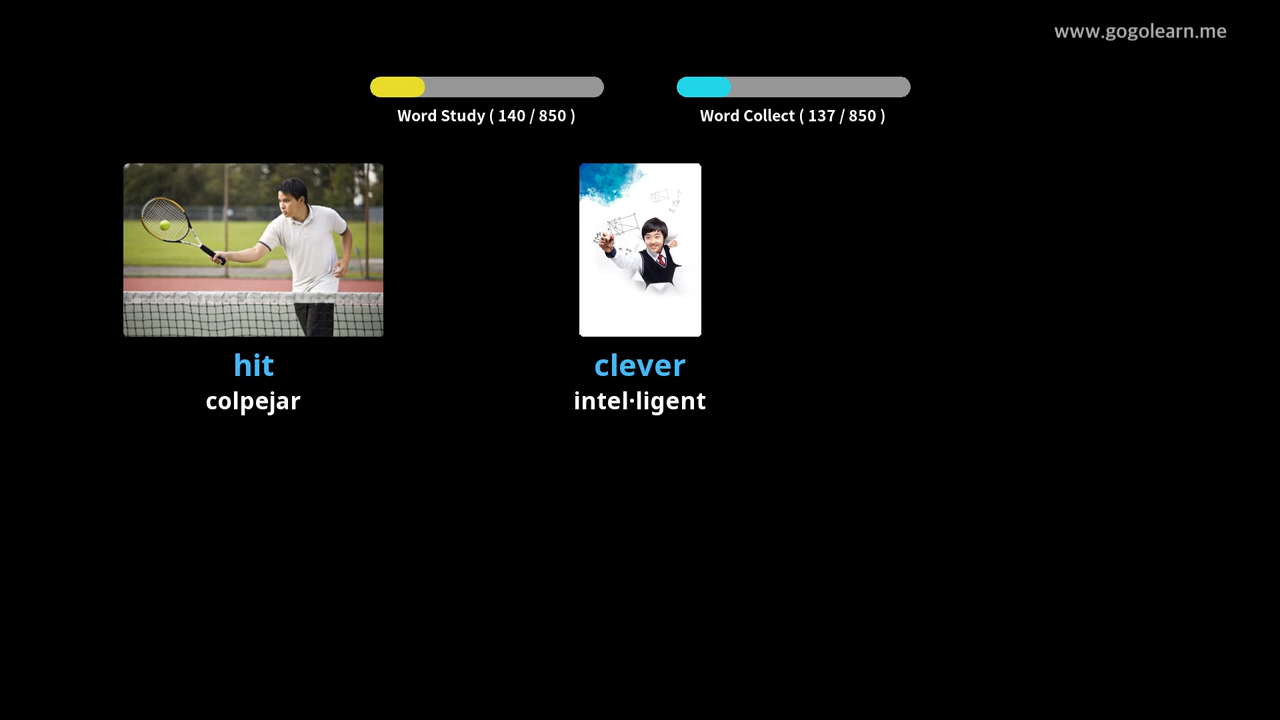 www.gogolearn.me
Word Study ( 140 / 850 )
Word Collect ( 137 / 850 )
hit
colpejar
clever
intel·ligent